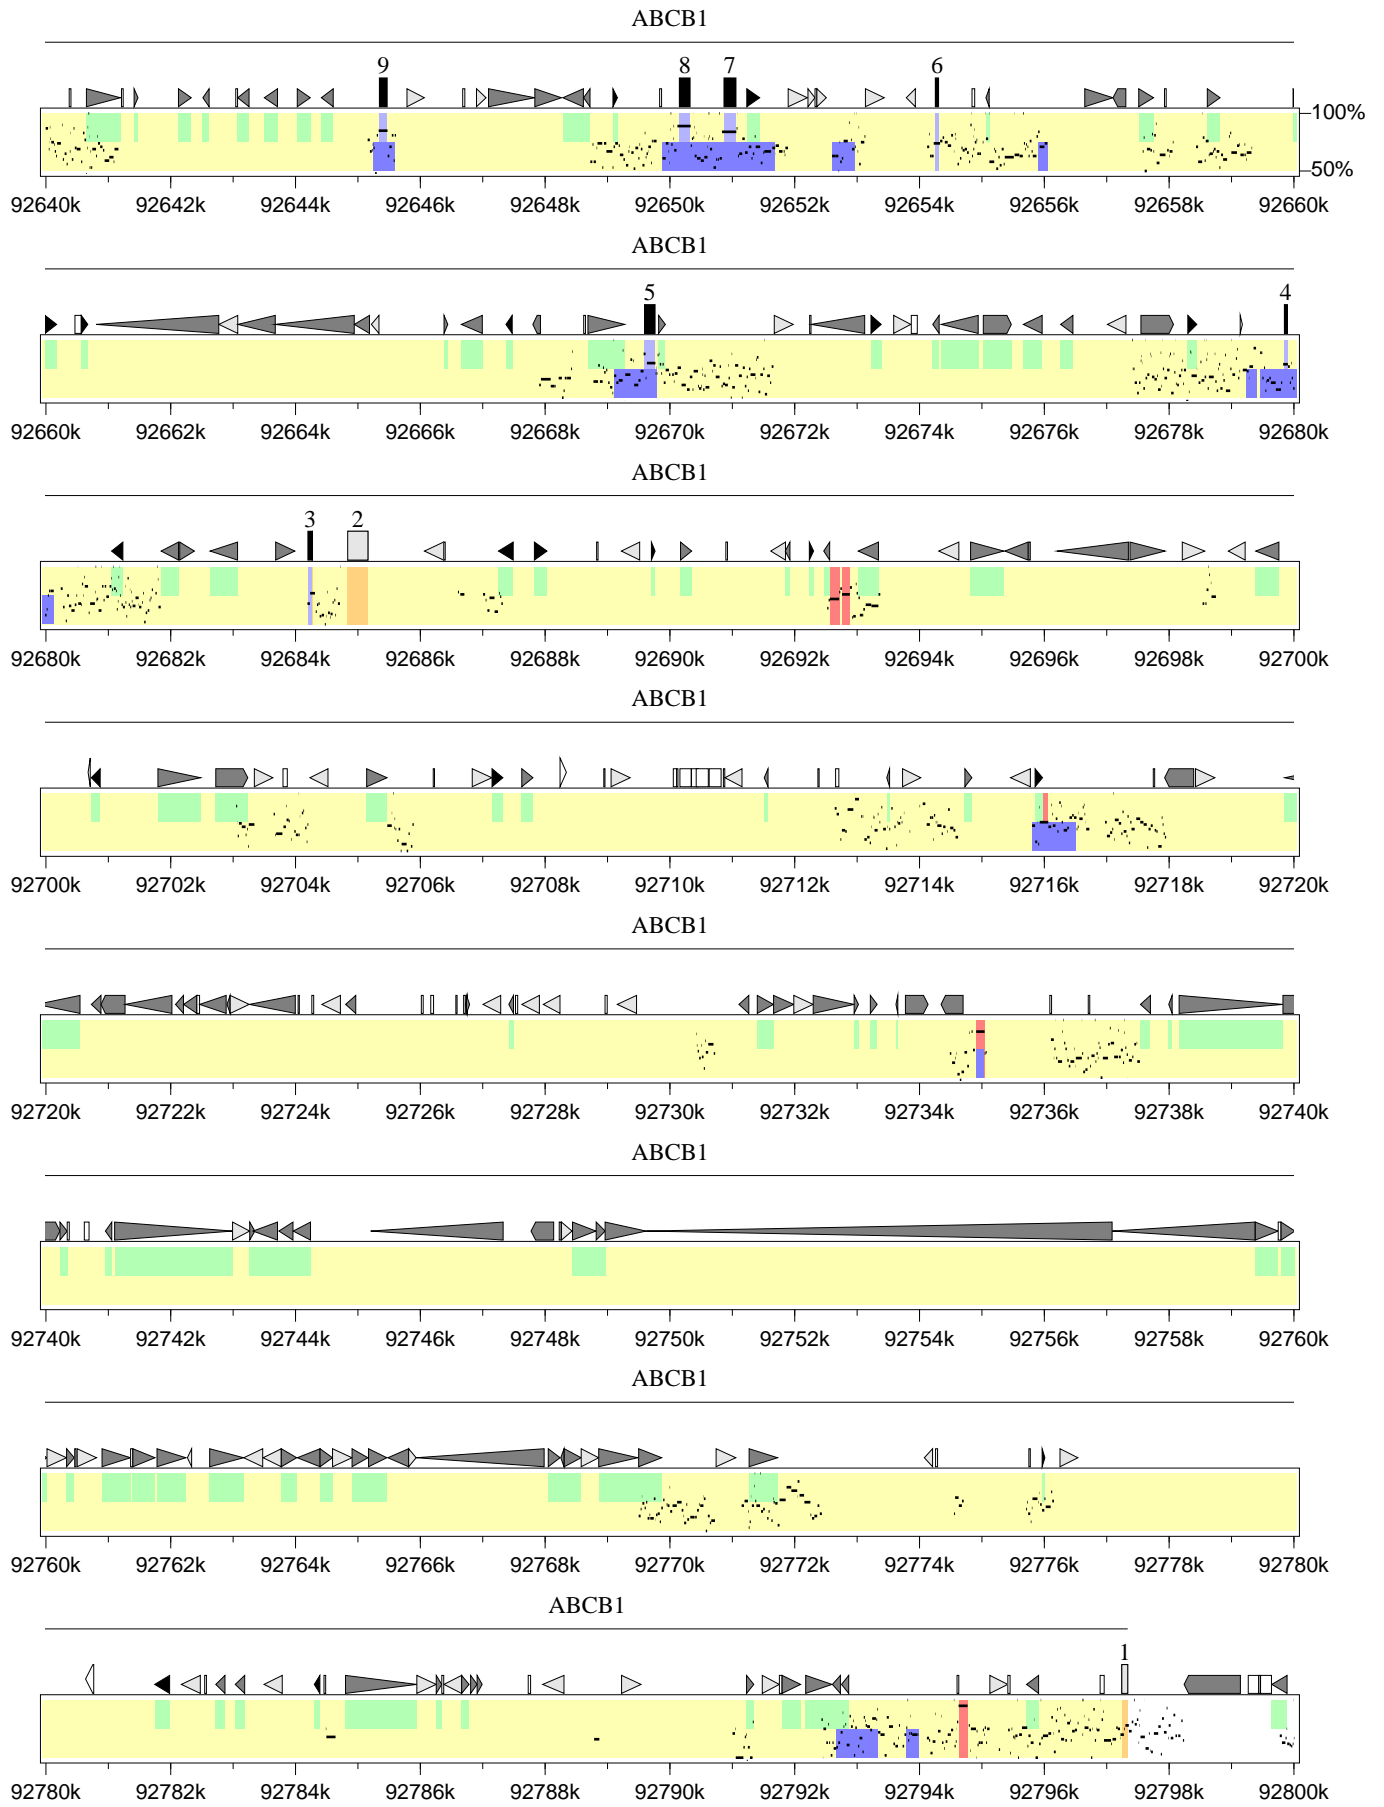 ABCB1
9 8 7 6
100%
50%
92640k 92642k 92644k 92646k 92648k 92650k 92652k 92654k 92656k 92658k 92660k
ABCB1
5 4
92660k 92662k 92664k 92666k 92668k 92670k 92672k 92674k 92676k 92678k 92680k
ABCB1
3 2
92680k 92682k 92684k 92686k 92688k 92690k 92692k 92694k 92696k 92698k 92700k
ABCB1
92700k 92702k 92704k 92706k 92708k 92710k 92712k 92714k 92716k 92718k 92720k
ABCB1
92720k 92722k 92724k 92726k 92728k 92730k 92732k 92734k 92736k 92738k 92740k
ABCB1
92740k 92742k 92744k 92746k 92748k 92750k 92752k 92754k 92756k 92758k 92760k
ABCB1
92760k 92762k 92764k 92766k 92768k 92770k 92772k 92774k 92776k 92778k 92780k
ABCB1
1
92780k 92782k 92784k 92786k 92788k 92790k 92792k 92794k 92796k 92798k 92800k